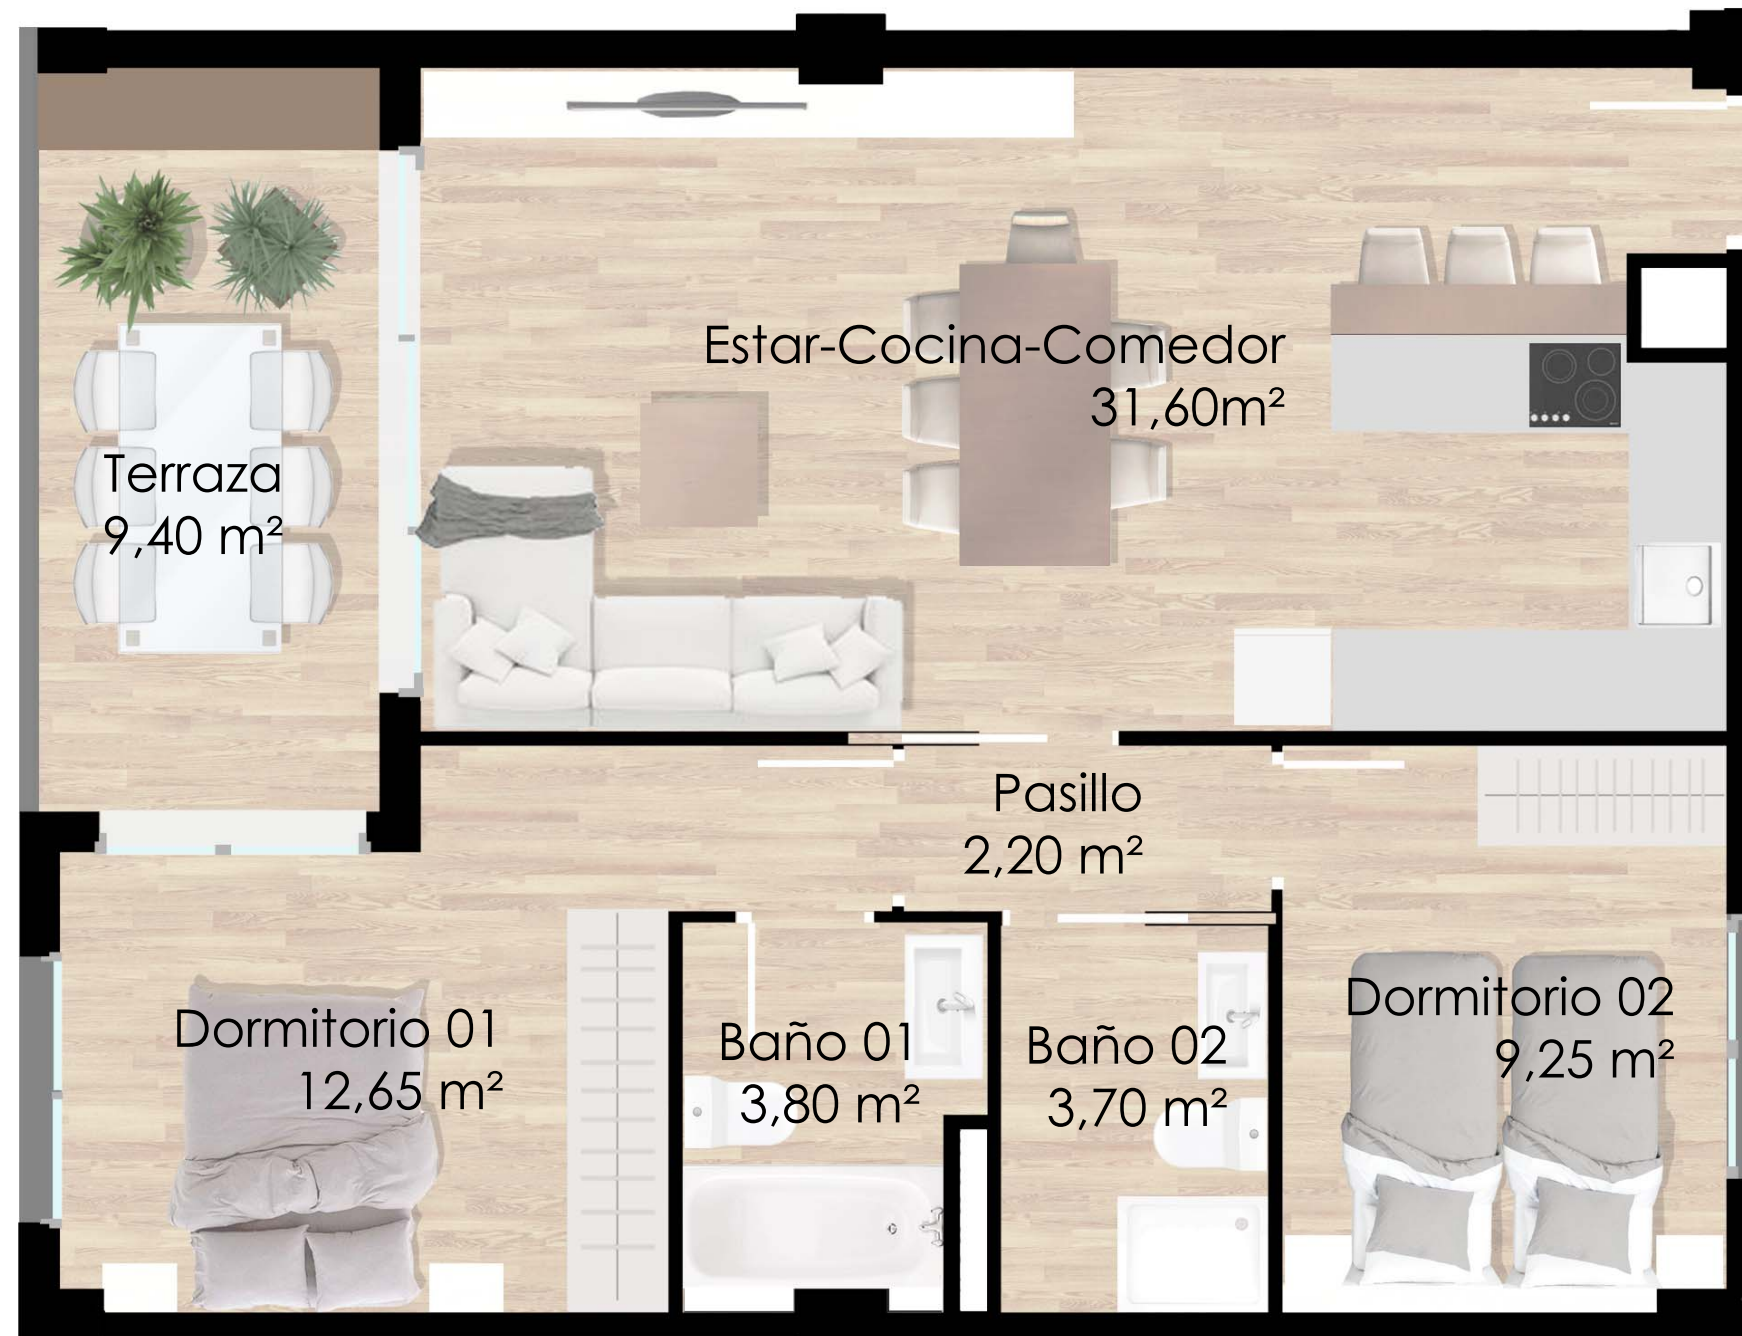 Estar-Cocina-Comedor
31,60m²
Terraza
9,40 m²
Pasillo
2,20 m²
Dormitorio 01
12,65 m²
Baño 01
3,80 m²
Baño 02
3,70 m²
Dormitorio 02
9,25 m²